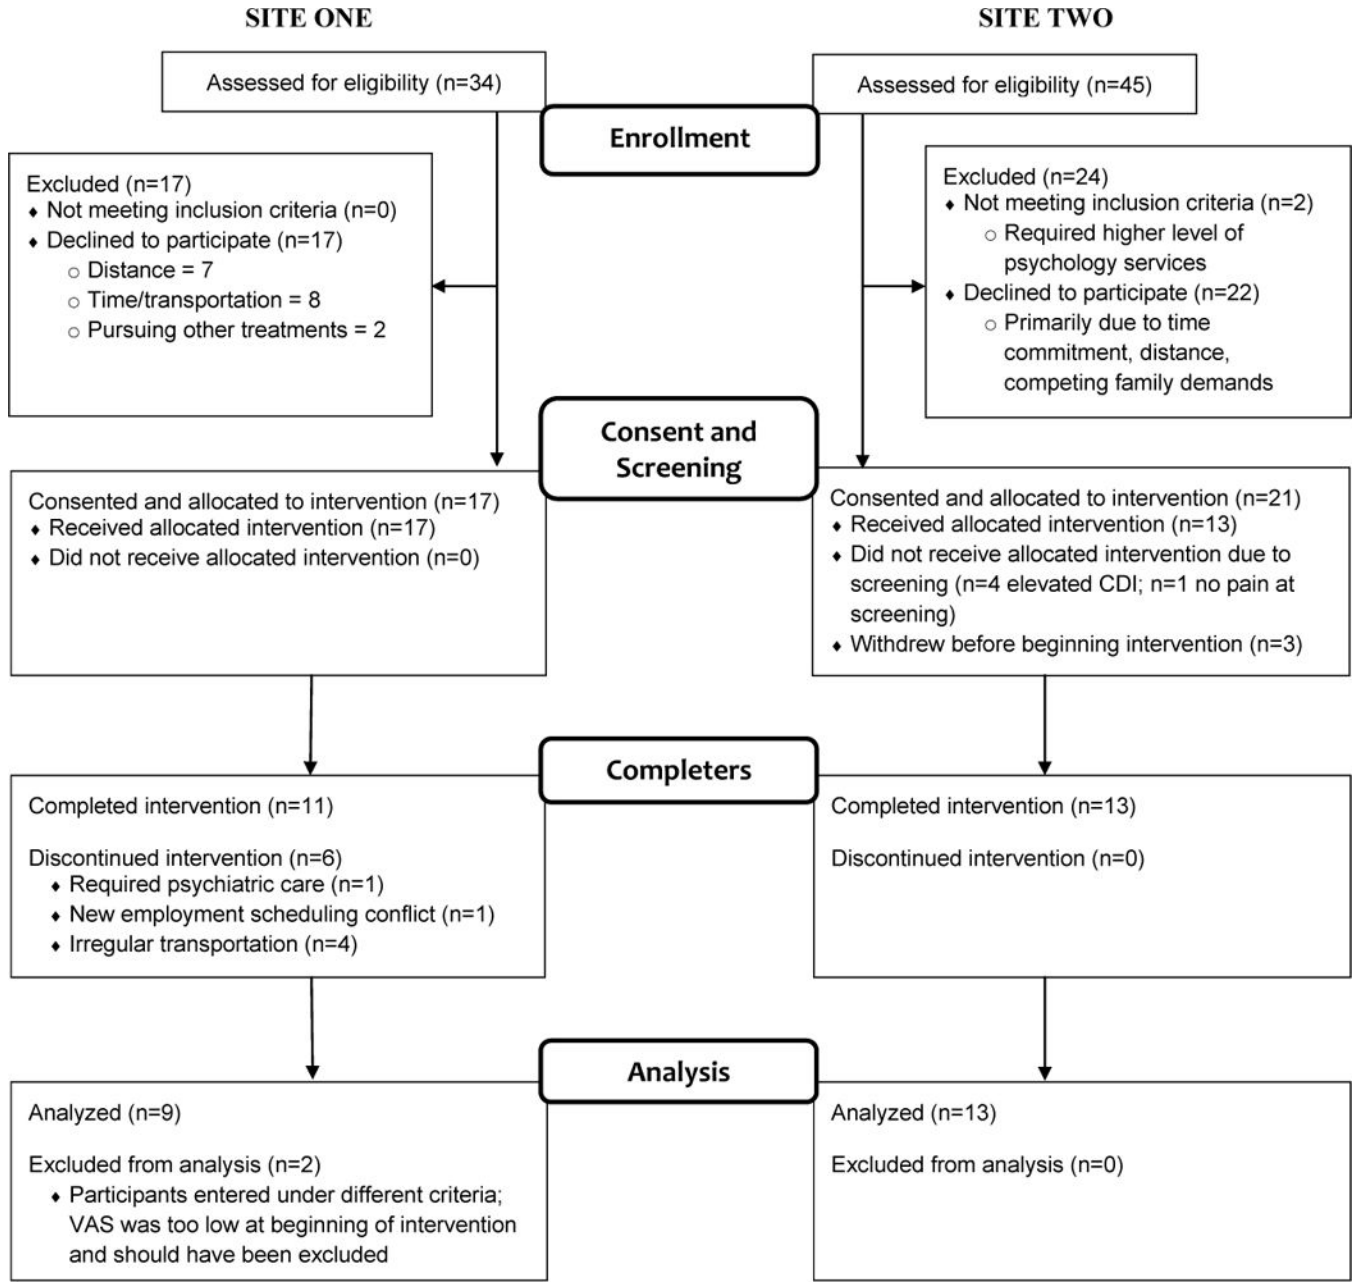 SITE ONE
SITE TWO
Assessed for eligibility (n=34)
Assessed for eligibility (n=45)
Enrollment
Excluded (n=17)
♦ Not meeting inclusion criteria (n=0)
♦ Declined to participate (n=17)
○ Distance = 7
○ Time/transportation = 8
○ Pursuing other treatments = 2
Excluded (n=24)
♦ Not meeting inclusion criteria (n=2)
○ Required higher level of
psychology services
♦ Declined to participate (n=22)
○ Primarily due to time
commitment, distance,
competing family demands
Consent and
Screening
Consented and allocated to intervention (n=17)
♦ Received allocated intervention (n=17)
♦ Did not receive allocated intervention (n=0)
Consented and allocated to intervention (n=21)
♦ Received allocated intervention (n=13)
♦ Did not receive allocated intervention due to
screening (n=4 elevated CDI; n=1 no pain at
screening)
♦ Withdrew before beginning intervention (n=3)
Completers
Completed intervention (n=11)
Discontinued intervention (n=6)
♦ Required psychiatric care (n=1)
♦ New employment scheduling conflict (n=1)
♦ Irregular transportation (n=4)
Completed intervention (n=13)
Discontinued intervention (n=0)
Analysis
Analyzed (n=9)
Excluded from analysis (n=2)
♦ Participants entered under different criteria;
VAS was too low at beginning of intervention
and should have been excluded
Analyzed (n=13)
Excluded from analysis (n=0)